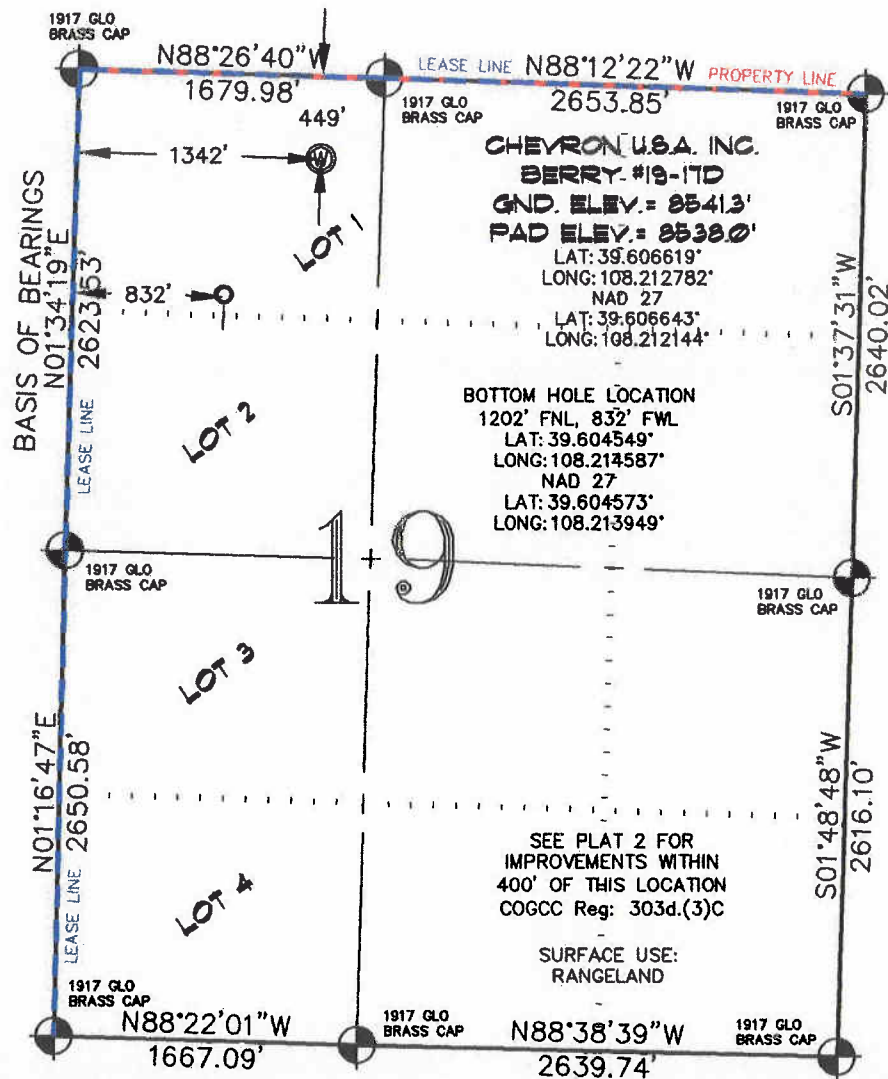 1917 GLO
BRASS CAP
N88°26'40"W
LEASE LINE N88°12'22"W PROPERTY LINE
1679.98'
2653.85'
1917 GLO
BRASS CAP
1917 GLO
BRASS CAP
449'
1342'
W
CHEVRON U.S.A. INC.
BERRY #19-17D
GND. ELEV.= 8541.3'
PAD ELEV.= 8538.0'
LAT: 39.606619°
LONG: 108.212782°
NAD 27
LAT: 39.606643°
LONG: 108.212144°
LOT 1
BASIS OF BEARINGS
N01°34'19"E
2623.53'
LEASE LINE
832'
S01°37'31"W
2640.02'
LOT 2
BOTTOM HOLE LOCATION
1202' FNL, 832' FWL
LAT: 39.604549°
LONG: 108.214587°
NAD 27
LAT: 39.604573°
LONG: 108.213949°
19
1917 GLO
BRASS CAP
1917 GLO
BRASS CAP
LOT 3
N01°16'47"E
2650.58'
LEASE LINE
S01°48'48"W
2616.10'
LOT 4
SEE PLAT 2 FOR
IMPROVEMENTS WITHIN
400' OF THIS LOCATION
COGCC Reg: 303d.(3)C
SURFACE USE:
RANGELAND
1917 GLO
BRASS CAP
N88°22'01"W
1667.09'
1917 GLO
BRASS CAP
N88°38'39"W
2639.74'
1917 GLO
BRASS CAP